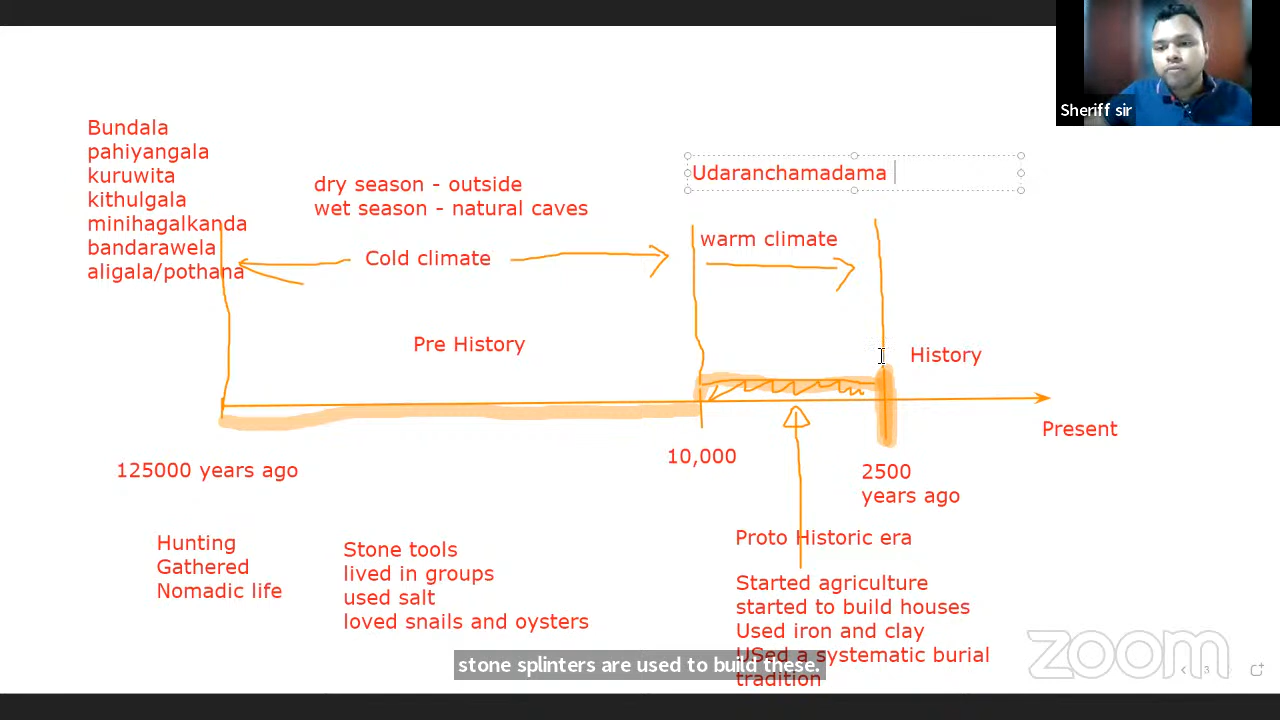 Sheriff sir
Bundala
pahiyangala
kuruwita
kithulgala
minihagalkanda
bandarawela
aligala/pothana
dry season - outside
wet season - natural caves
Udaranchamadama
Cold climate
warm climate
Pre History
History
Present
125000 years ago
10,000
2500
years ago
Hunting
Gathered
Nomadic life
Stone tools
lived in groups
used salt
loved snails and oysters
Proto Historic era
Started agriculture
started to build houses
Used iron and clay
USed a systematic burial
tradition
stone splinters are used to build these.
zoom
3